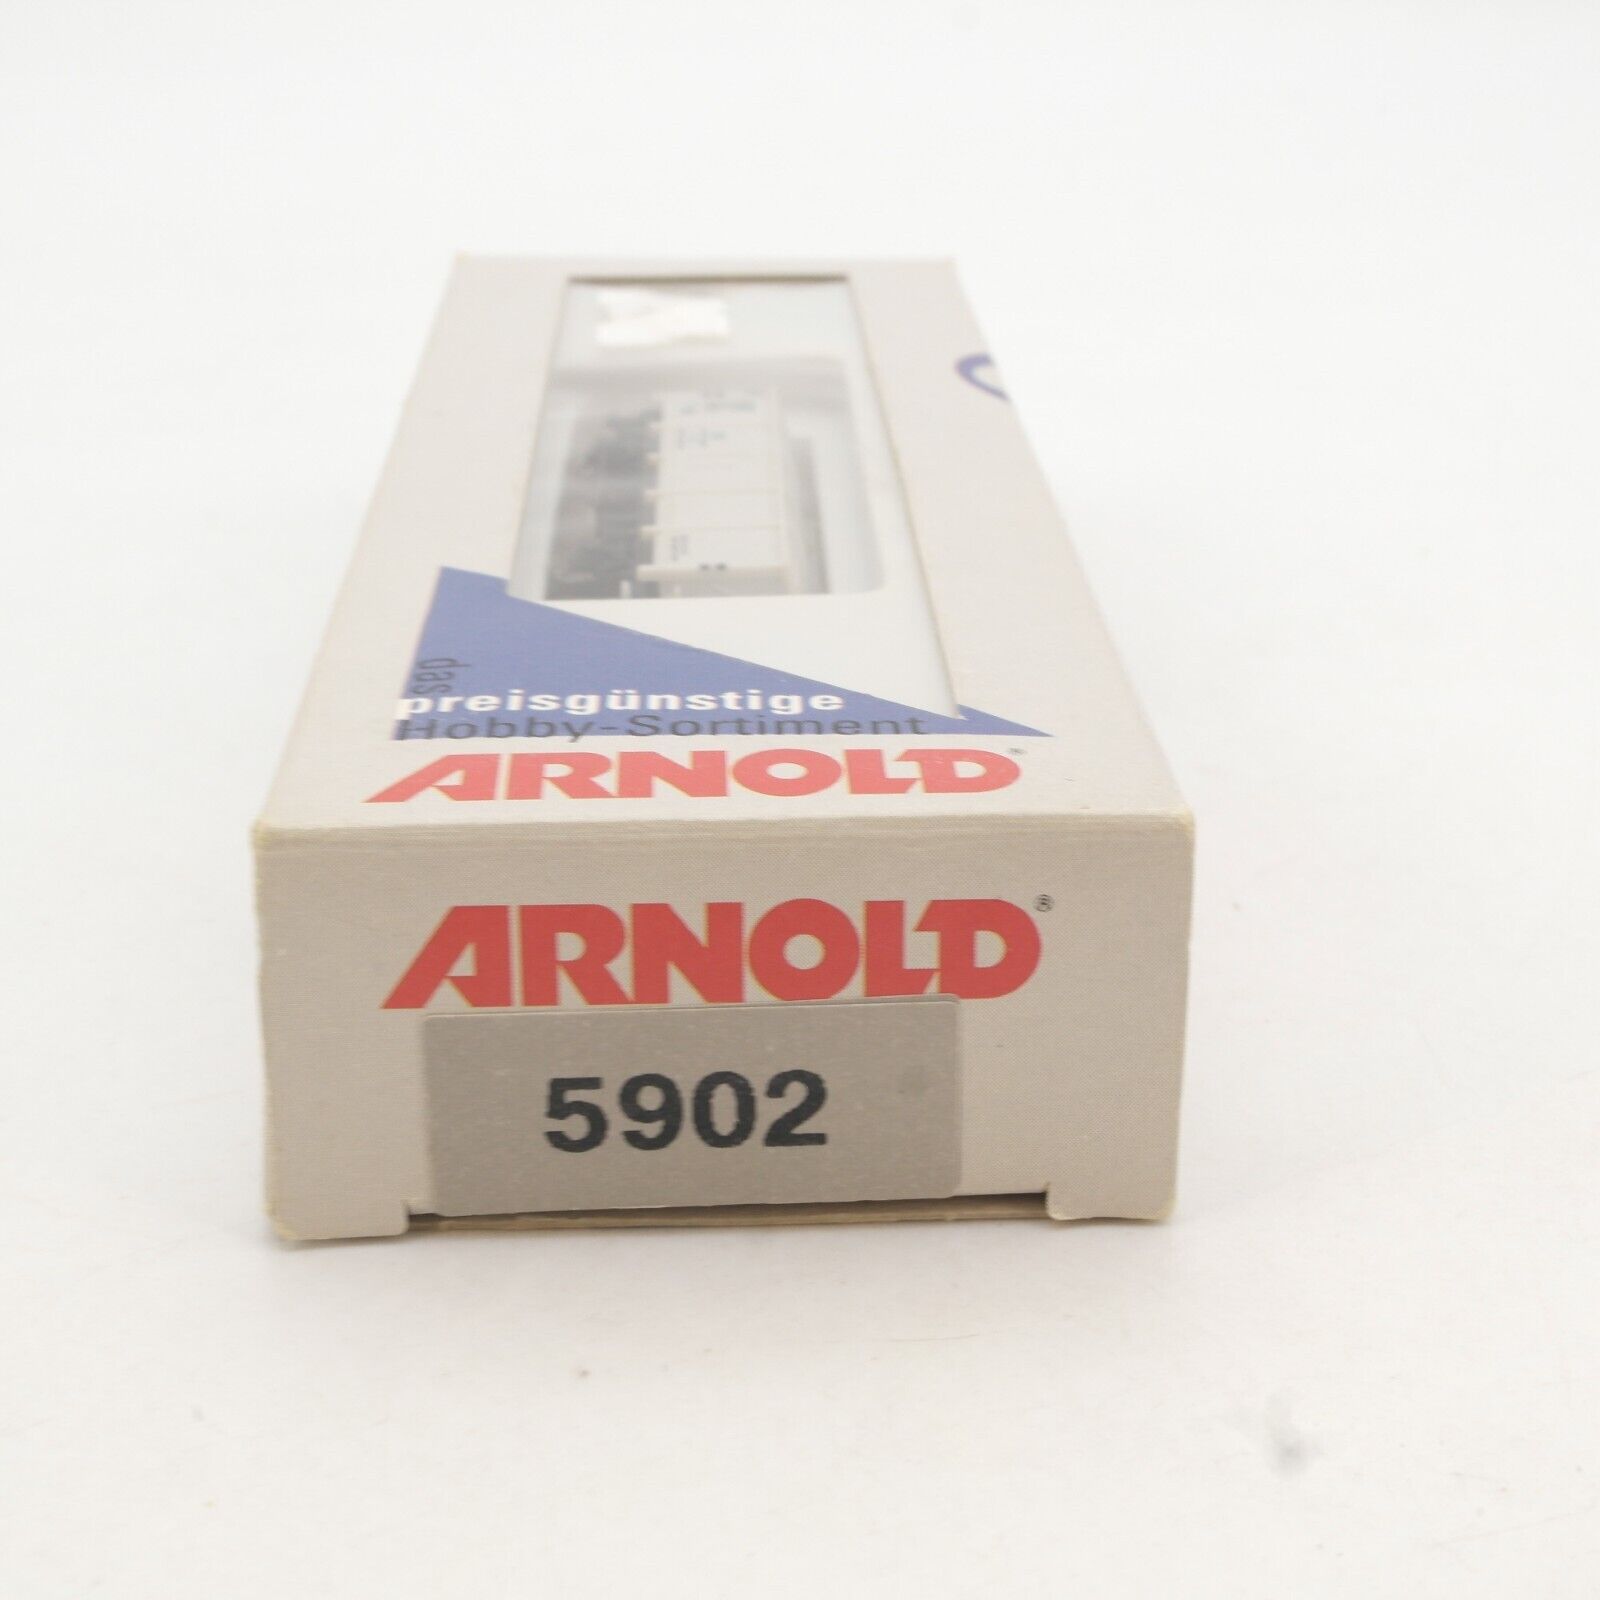 das
preisgünstige
Hobby-Sortiment
ARNOLD®
ARNOLD®
5902